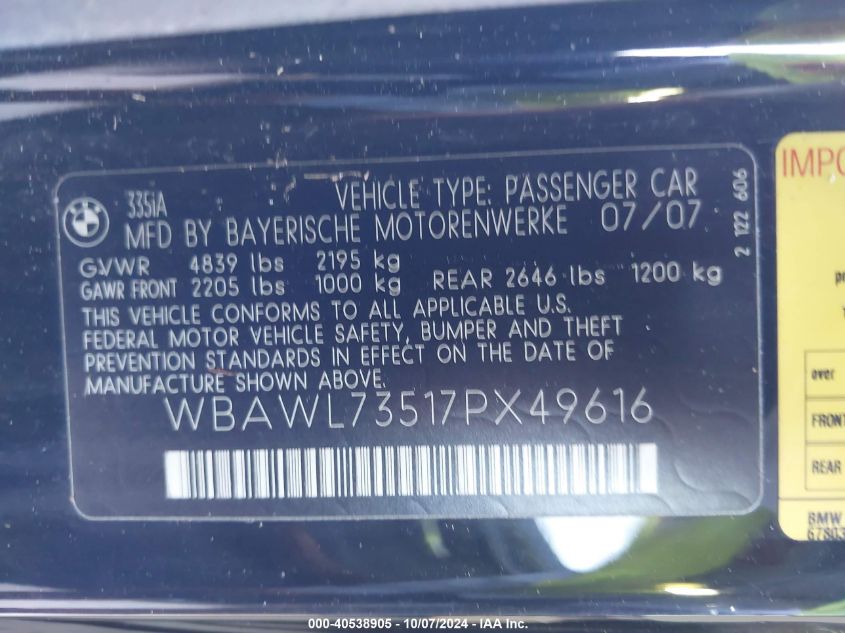 BMW
335iA VEHICLE TYPE: PASSENGER CAR
MFD BY BAYERISCHE MOTORENWERKE 07/07
GVWR 4839 lbs 2195 kg
GAWR FRONT 2205 lbs 1000 kg REAR 2646 lbs 1200 kg
THIS VEHICLE CONFORMS TO ALL APPLICABLE U.S.
FEDERAL MOTOR VEHICLE SAFETY, BUMPER AND THEFT
PREVENTION STANDARDS IN EFFECT ON THE DATE OF
MANUFACTURE SHOWN ABOVE.
WBAWL73517PX49616
2 122 606
IMPO
over
FRONT
REAR
BMW
67803
000-40538905 - 10/07/2024 - IAA Inc.